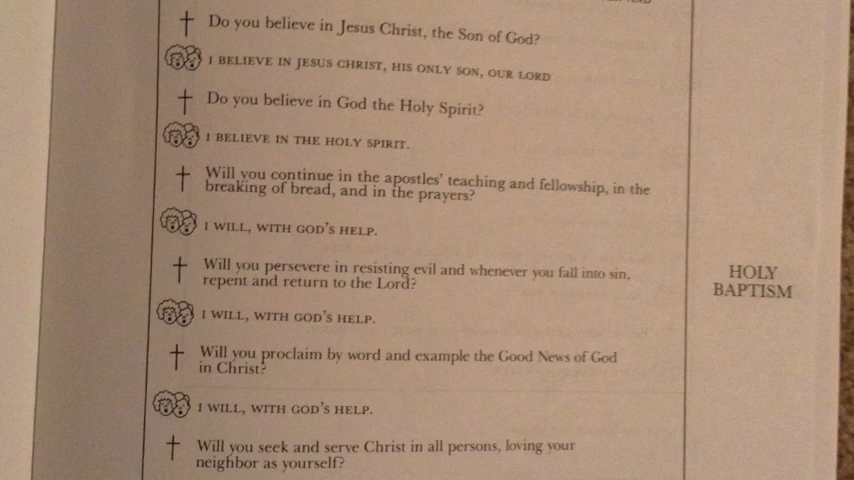 Do you believe in Jesus Christ, the Son of God?
I BELIEVE IN JESUS CHRIST, HIS ONLY SON, OUR LORD
Do you believe in God the Holy Spirit?
I BELIEVE IN THE HOLY SPIRIT.
Will you continue in the apostles' teaching and fellowship, in the
breaking of bread, and in the prayers?
I WILL, WITH GOD'S HELP.
Will you persevere in resisting evil and whenever you fall into sin,
repent and return to the Lord?
I WILL, WITH GOD'S HELP.
Will you proclaim by word and example the Good News of God
in Christ?
I WILL, WITH GOD'S HELP.
Will you seek and serve Christ in all persons, loving your
neighbor as yourself?
HOLY
BAPTISM